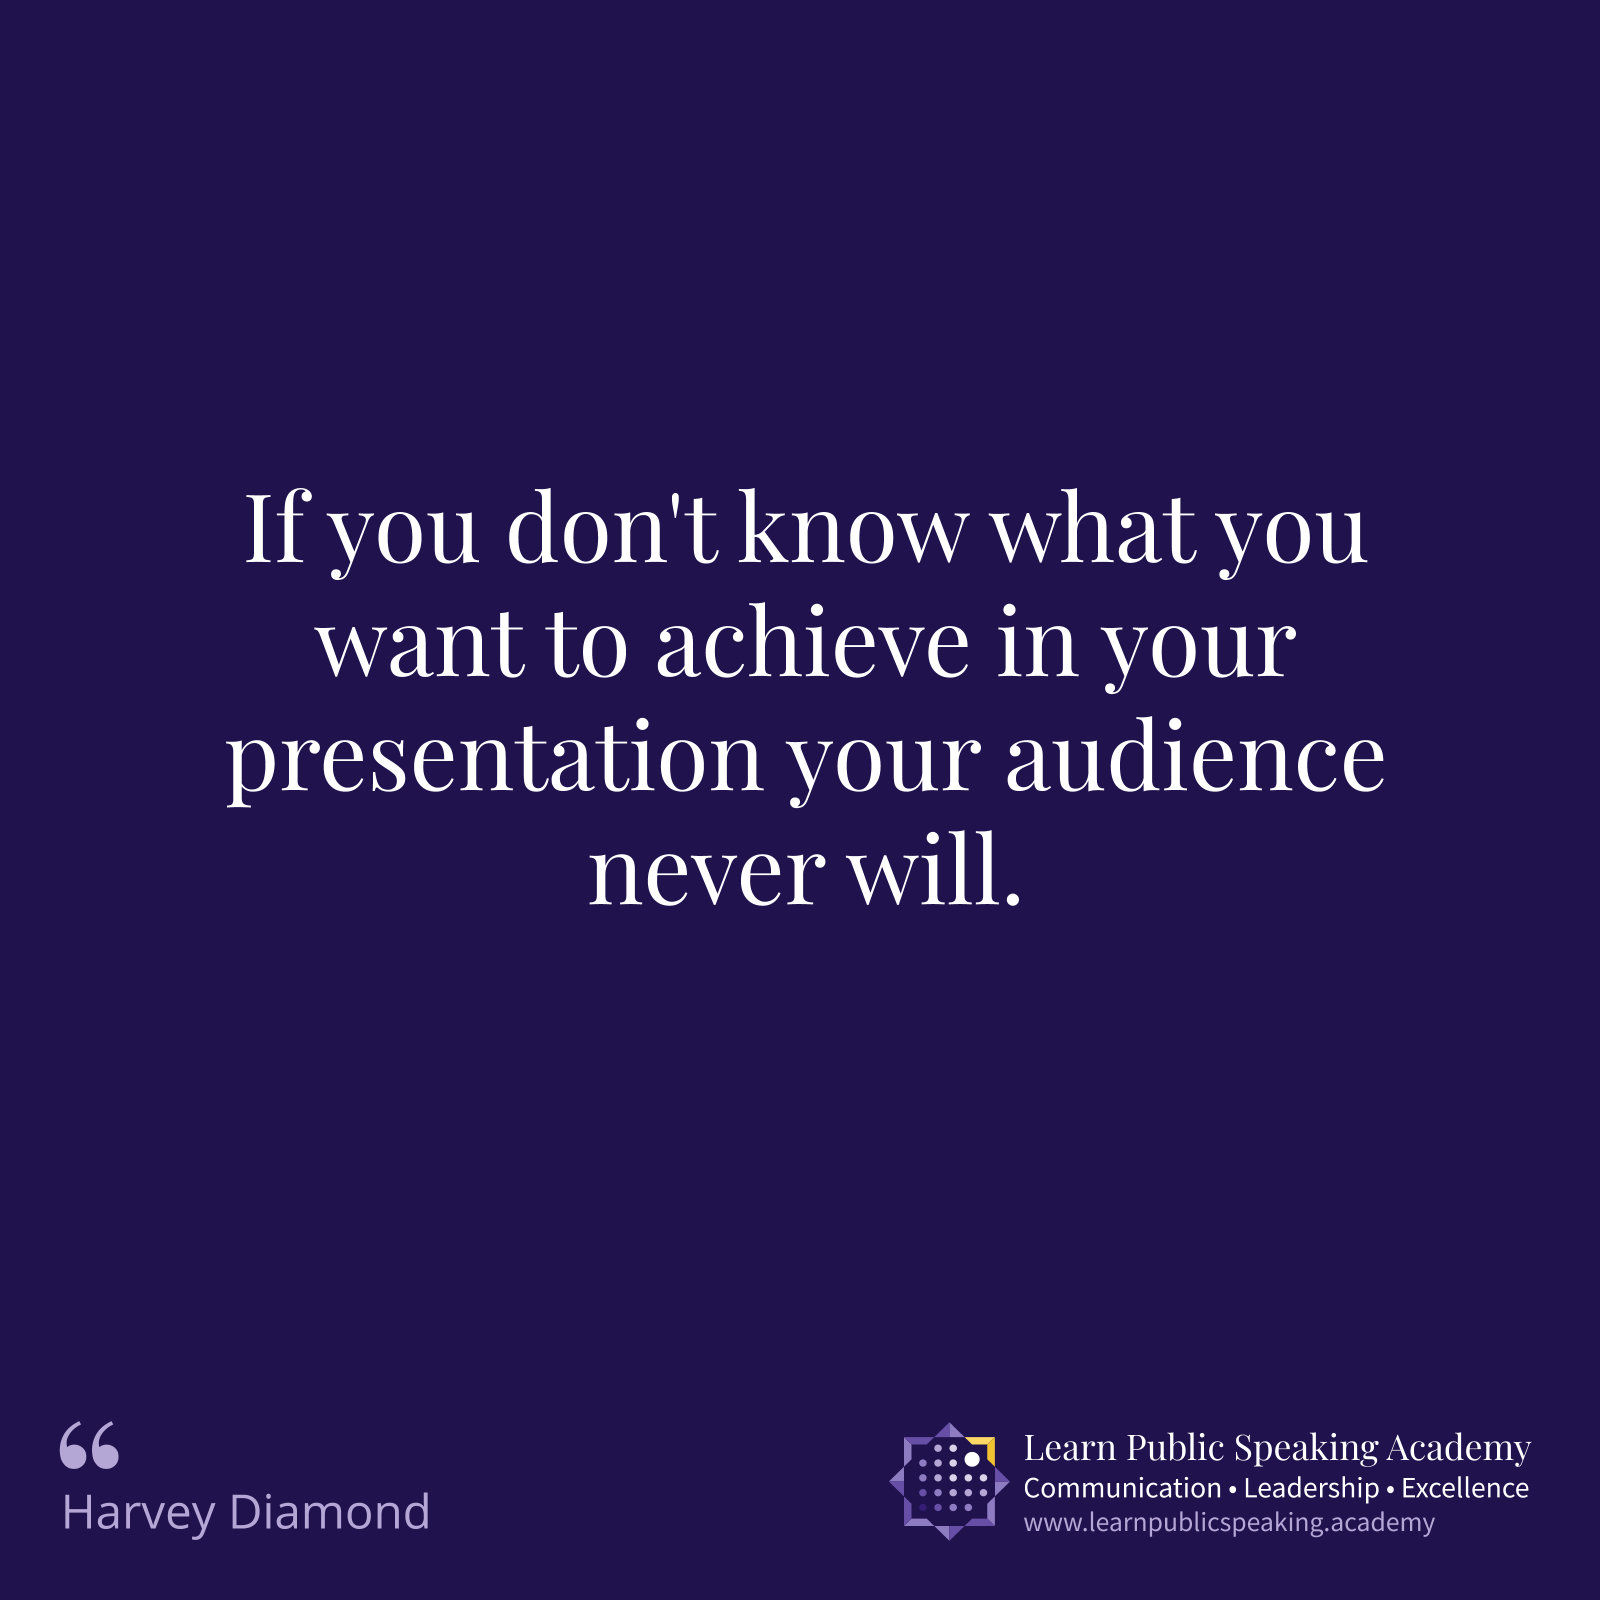 If you don't know what you
want to achieve in your
presentation your audience
never will.
Harvey Diamond
Learn Public Speaking Academy
Communication • Leadership • Excellence
www.learnpublicspeaking.academy